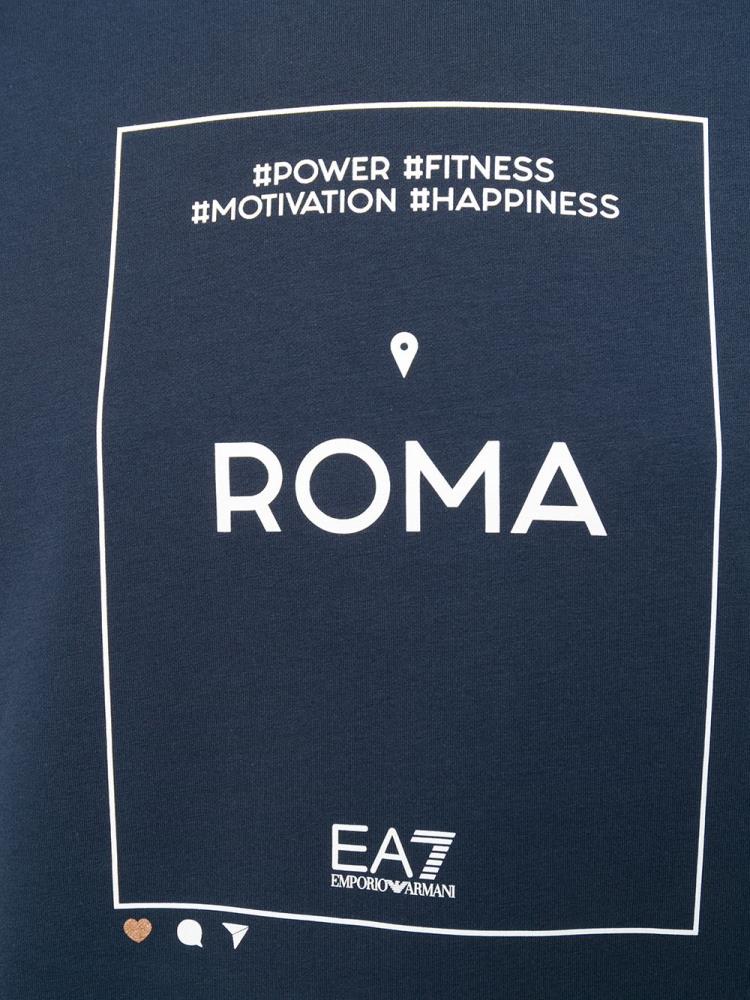 #POWER #FITNESS
#MOTIVATION #HAPPINESS
ROMA
EA7
EMPORIO ARMANI